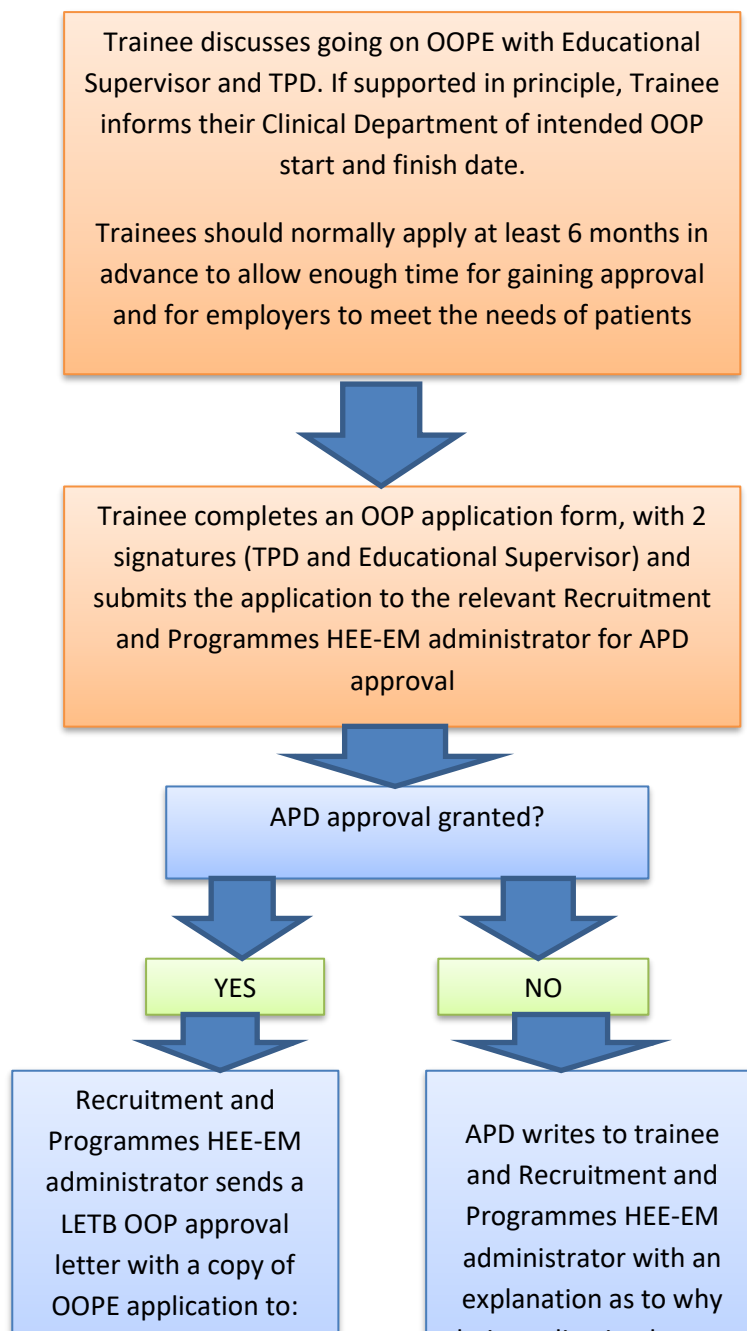 Trainee discusses going on OOPE with Educational
Supervisor and TPD. If supported in principle, Trainee
informs their Clinical Department of intended OOP
start and finish date.
Trainees should normally apply at least 6 months in
advance to allow enough time for gaining approval
and for employers to meet the needs of patients
Trainee completes an OOP application form, with 2
signatures (TPD and Educational Supervisor) and
submits the application to the relevant Recruitment
and Programmes HEE-EM administrator for APD
approval
APD approval granted?
YES
NO
Recruitment and
Programmes HEE-EM
administrator sends a
LETB OOP approval
letter with a copy of
OOPE application to:
APD writes to trainee
and Recruitment and
Programmes HEE-EM
administrator with an
explanation as to why